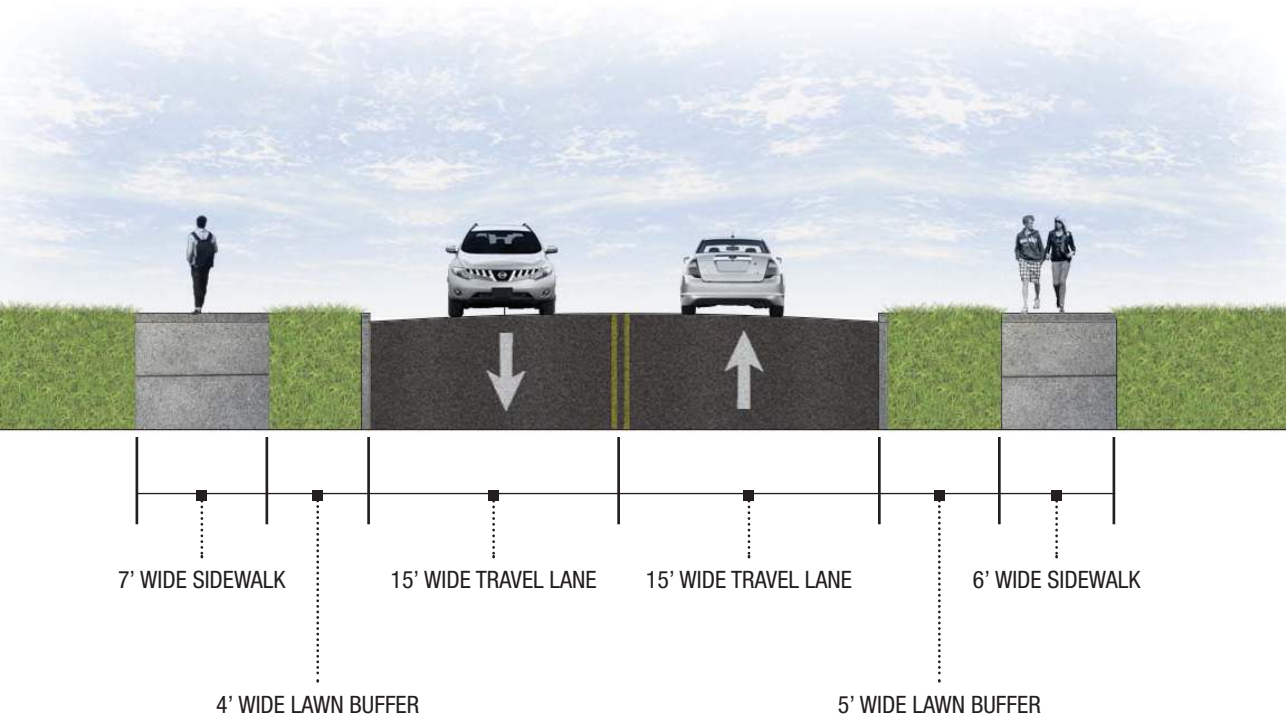 7’ WIDE SIDEWALK
15’ WIDE TRAVEL LANE
15’ WIDE TRAVEL LANE
6’ WIDE SIDEWALK
4’ WIDE LAWN BUFFER
5’ WIDE LAWN BUFFER